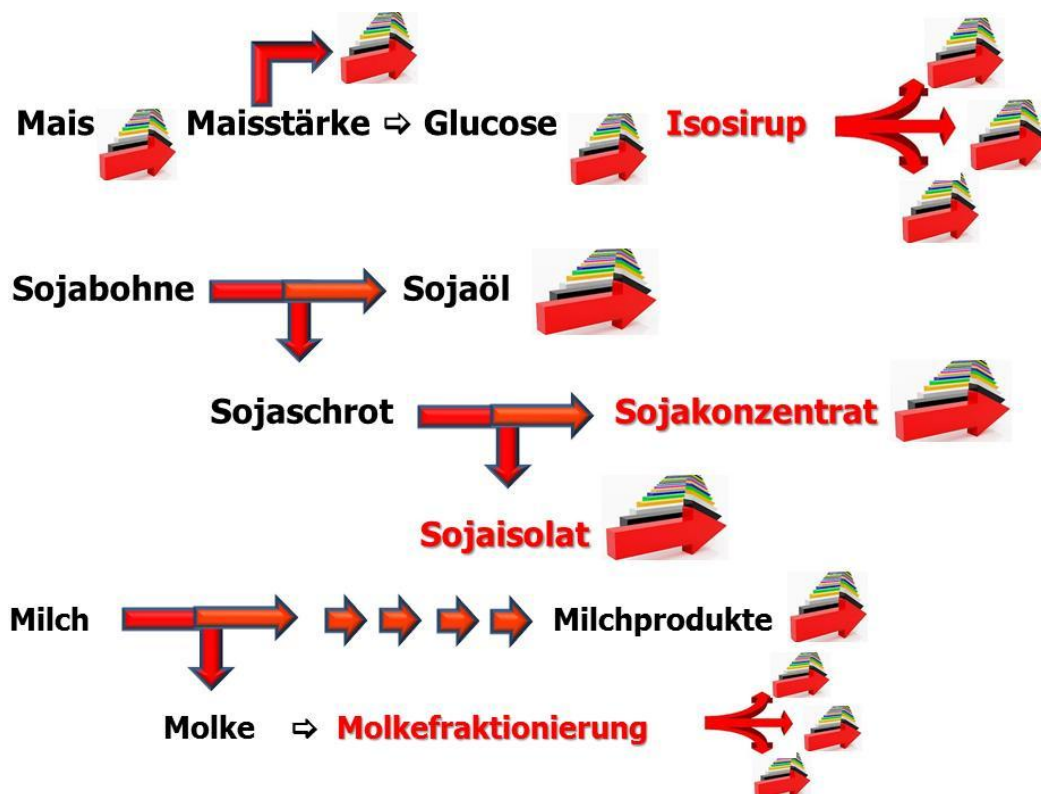 Mais Maisstärke ⇨ Glucose Isosirup
Sojabohne Sojaöl
Sojaschrot Sojakonzentrat
Sojaisolat
Milch Milchprodukte
Molke ⇨ Molkefraktionierung